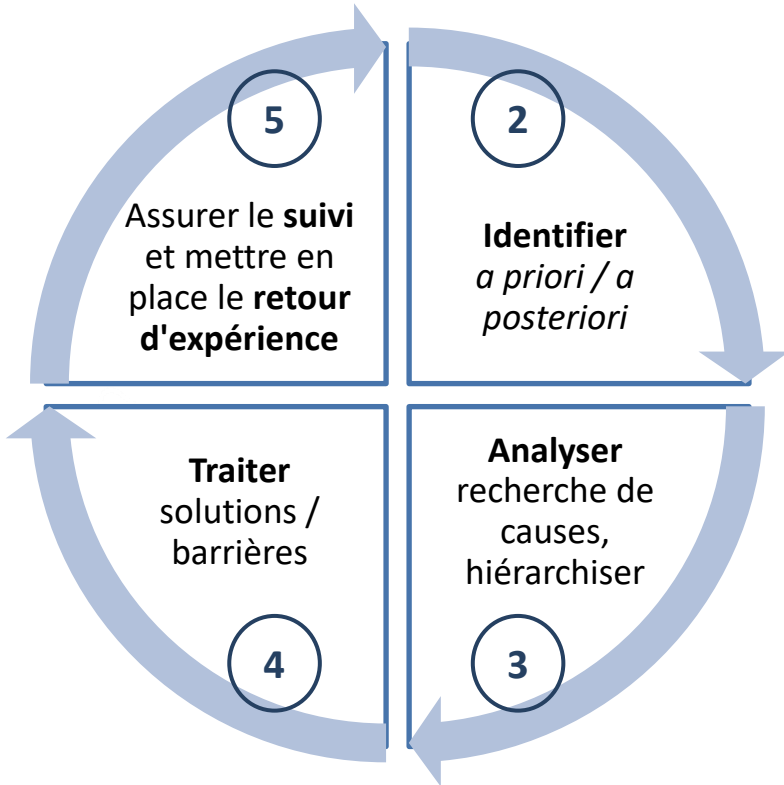 5
Assurer le suivi
et mettre en
place le retour
d'expérience
2
Identifier
a priori / a
posteriori
Traiter
solutions /
barrières
4
Analyser
recherche de
causes,
hiérarchiser
3